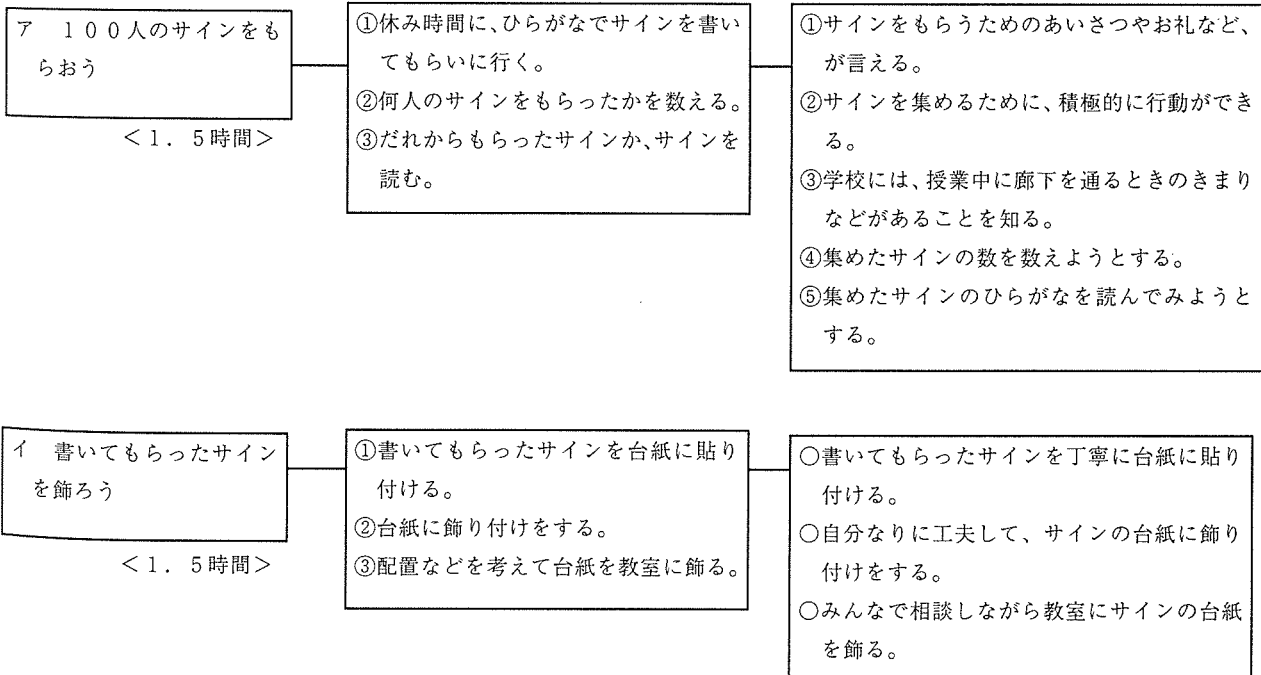 ア　１００人のサインをも
らおう
＜１．５時間＞
①休み時間に、ひらがなでサインを書い
てもらいに行く。
②何人のサインをもらったかを数える。
③だれからもらったサインか、サインを
読む。
①サインをもらうためのあいさつやお礼など、
が言える。
②サインを集めるために、積極的に行動ができ
る。
③学校には、授業中に廊下を通るときのきまり
などがあることを知る。
④集めたサインの数を数えようとする。
⑤集めたサインのひらがなを読んでみようと
する。
イ　書いてもらったサイン
を飾ろう
＜１．５時間＞
①書いてもらったサインを台紙に貼り
付ける。
②台紙に飾り付けをする。
③配置などを考えて台紙を教室に飾る。
○書いてもらったサインを丁寧に台紙に貼り
付ける。
○自分なりに工夫して、サインの台紙に飾り
付けをする。
○みんなで相談しながら教室にサインの台紙
を飾る。